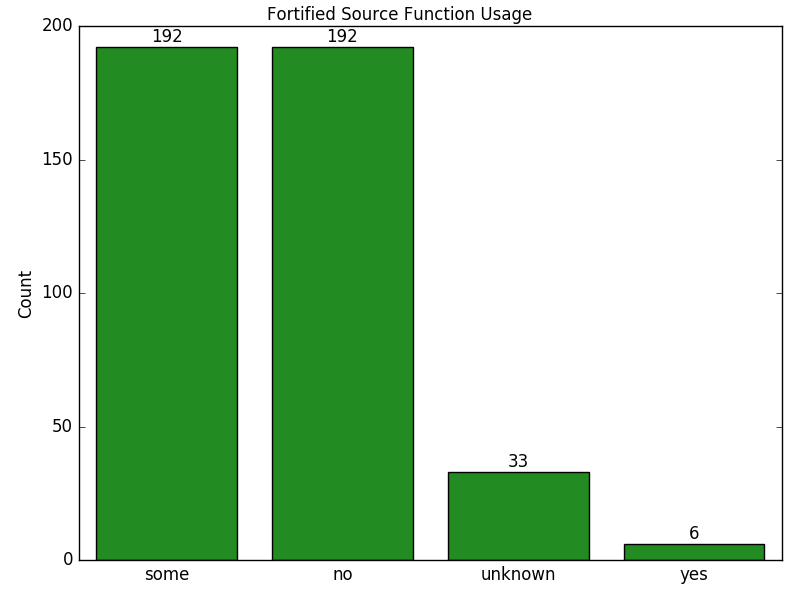 Fortified Source Function Usage
200
192
192
150
Count
100
50
33
6
0
some
no
unknown
yes